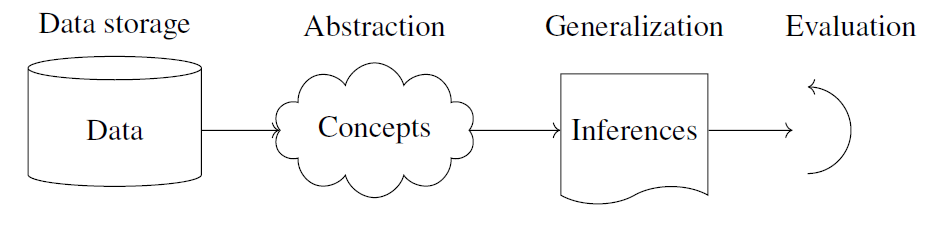 Data storage
Abstraction
Generalization
Evaluation
Data
Concepts
Inferences